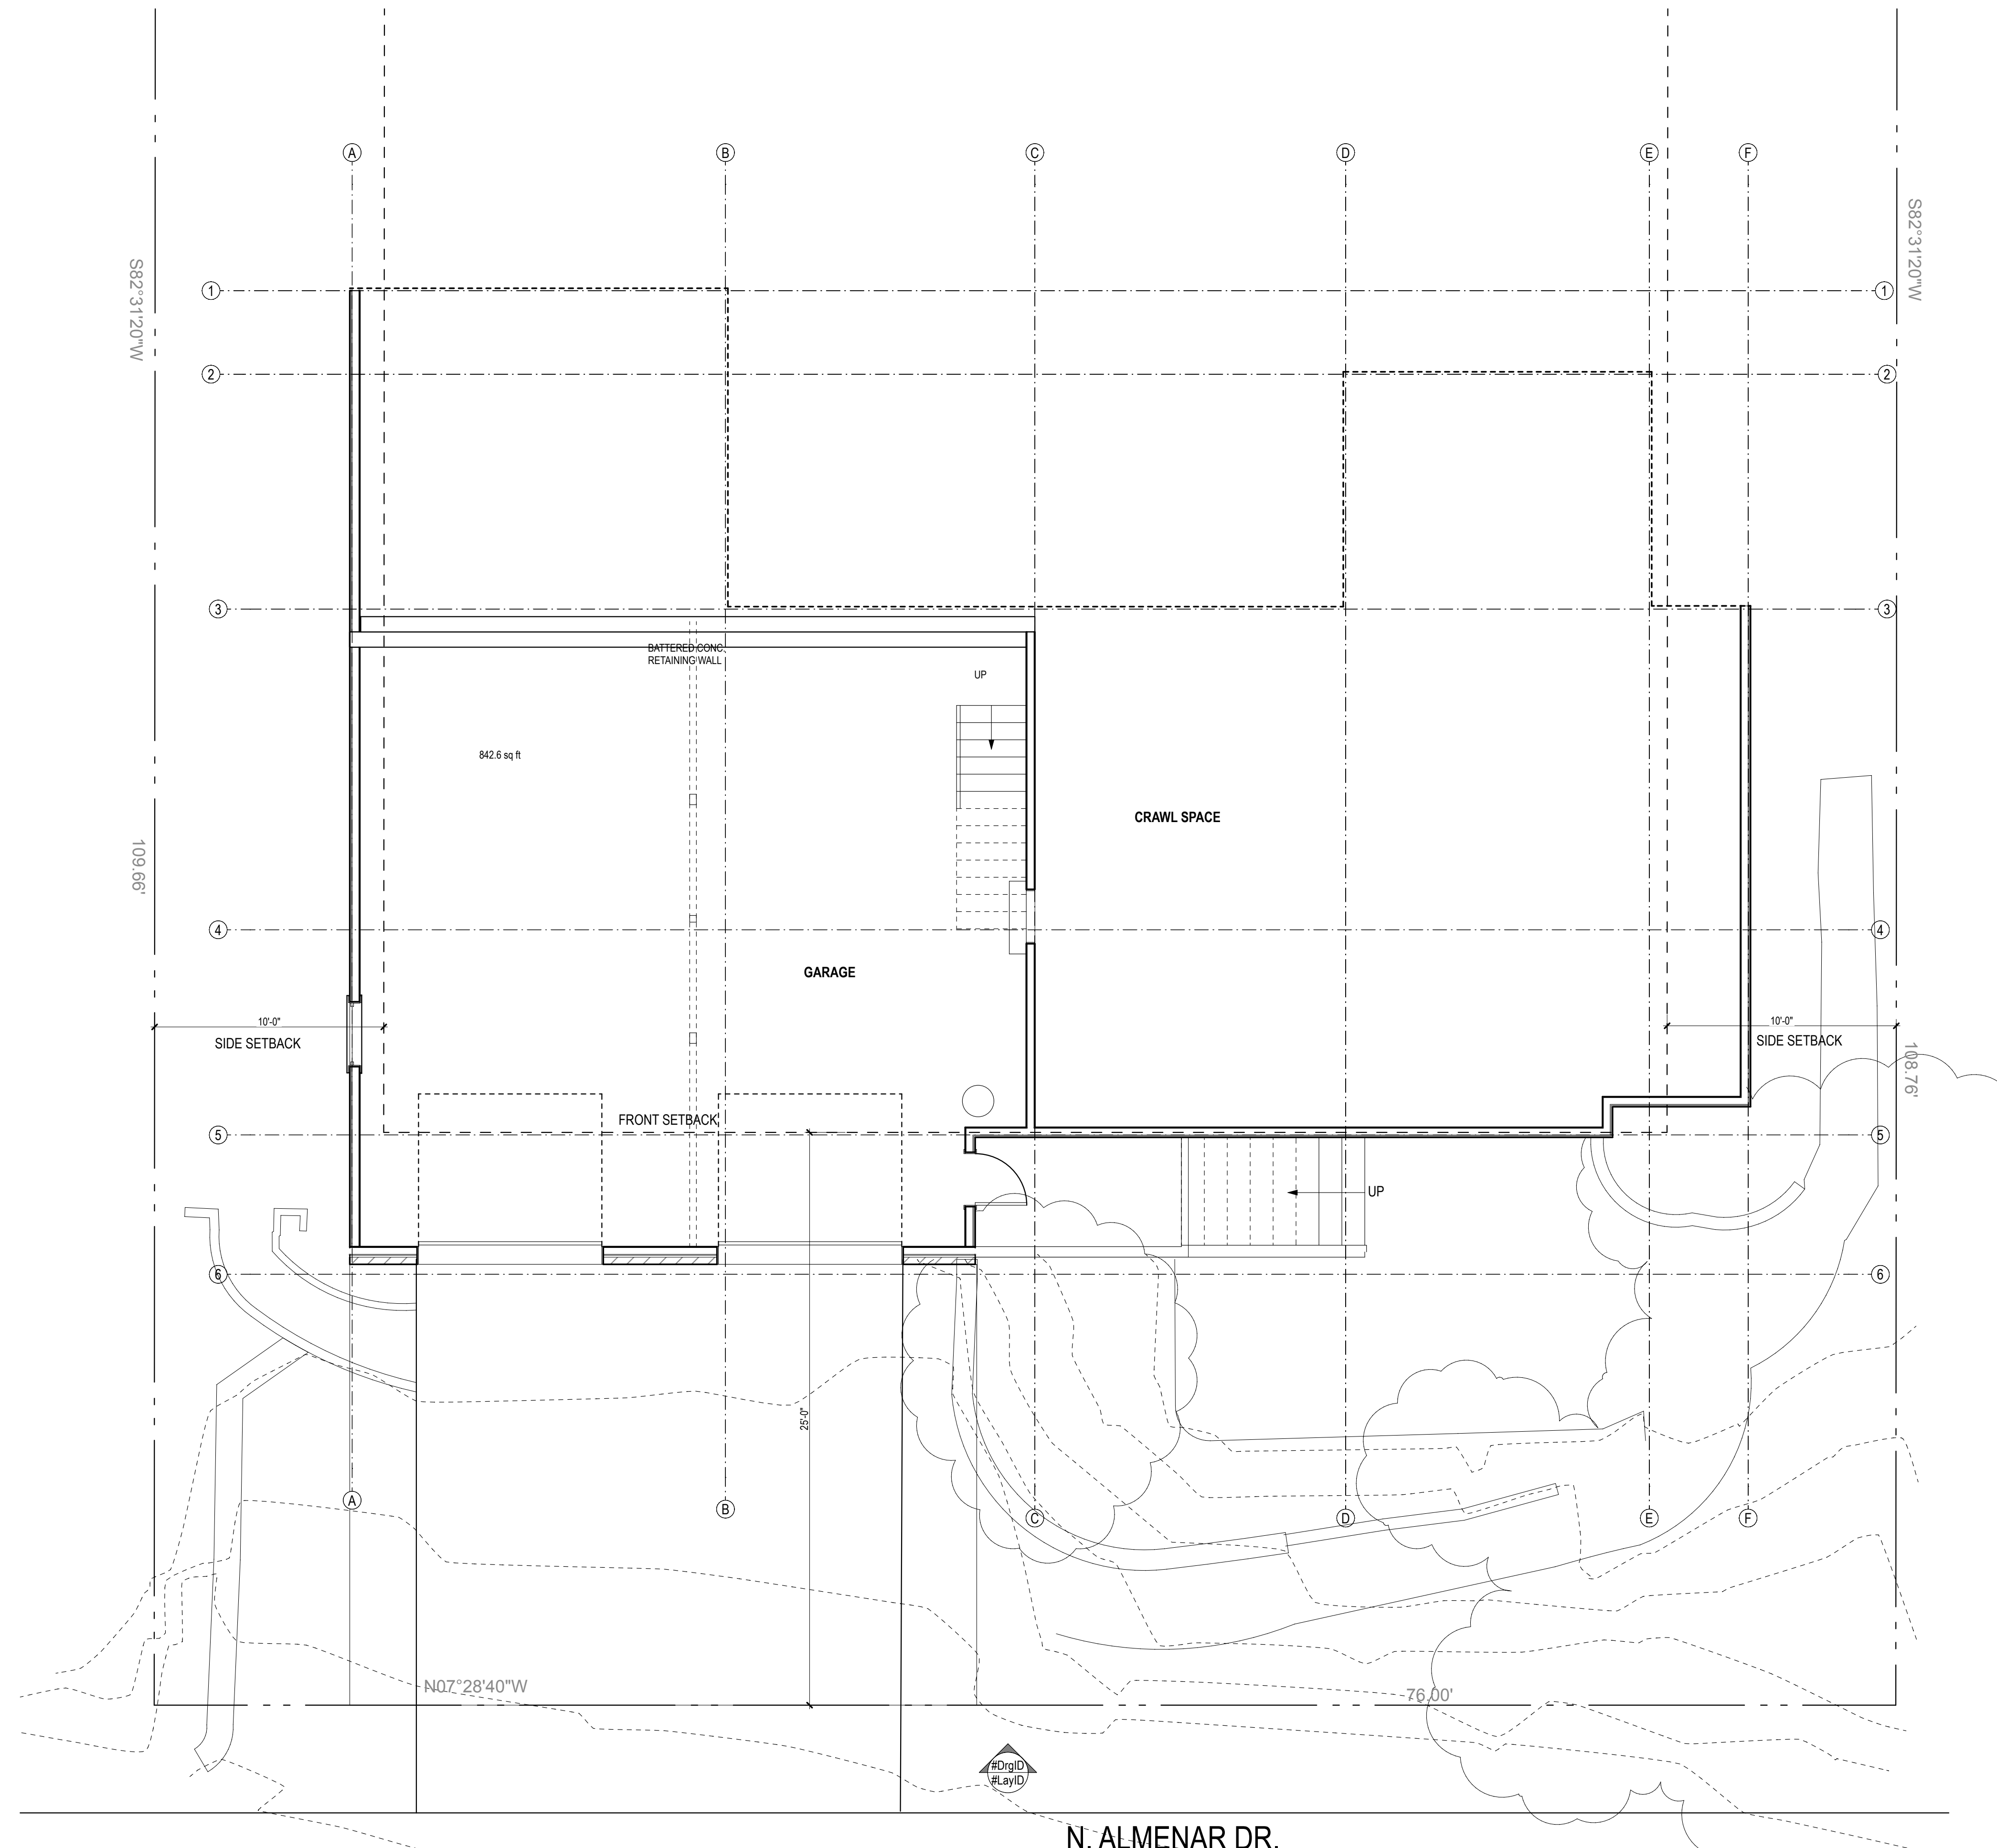 A
B
C
D
E
F
S82°31'20"W
S82°31'20"W
1
1
2
2
3
3
BATTERED CONC.
RETAINING WALL
UP
842.6 sq ft
CRAWL SPACE
109.66'
4
4
GARAGE
10'-0"
SIDE SETBACK
10'-0"
SIDE SETBACK
108.76'
FRONT SETBACK
5
5
UP
6
6
25'-0"
A
B
C
D
E
F
N07°28'40"W
76.00'
#DrgID
#LayID
N. ALMENAR DR.